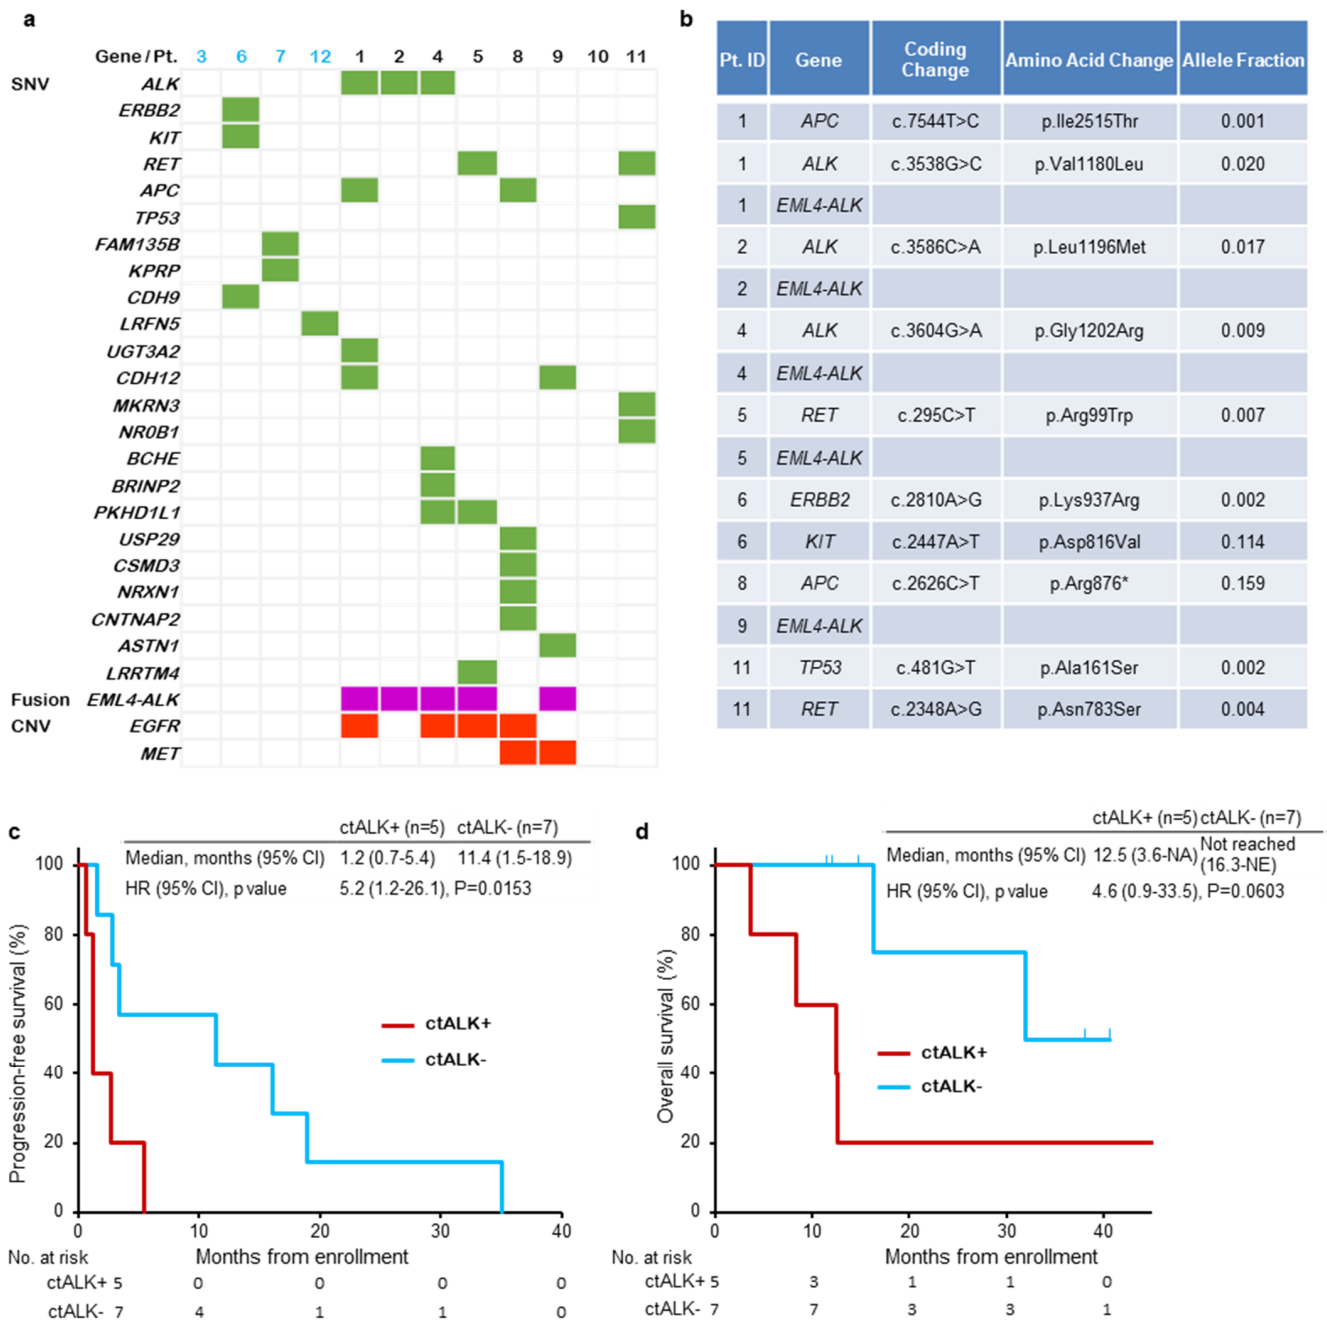 a
Gene / Pt. 3 6 7 12 1 2 4 5 8 9 10 11
SNV ALK
ERBB2
KIT
RET
APC
TP53
FAM135B
KPRP
CDH9
LRFN5
UGT3A2
CDH12
MKRN3
NR0B1
BCHE
BRINP2
PKHD1L1
USP29
CSMD3
NRXN1
CNTNAP2
ASTN1
LRRTM4
Fusion EML4-ALK
CNV EGFR
MET
b
Pt. ID Gene Coding Change Amino Acid Change Allele Fraction
1 APC c.7544T>C p.Ile2515Thr 0.001
1 ALK c.3538G>C p.Val1180Leu 0.020
1 EML4-ALK
2 ALK c.3586C>A p.Leu1196Met 0.017
2 EML4-ALK
4 ALK c.3604G>A p.Gly1202Arg 0.009
4 EML4-ALK
5 RET c.295C>T p.Arg99Trp 0.007
5 EML4-ALK
6 ERBB2 c.2810A>G p.Lys937Arg 0.002
6 KIT c.2447A>T p.Asp816Val 0.114
8 APC c.2626C>T p.Arg876* 0.159
9 EML4-ALK
11 TP53 c.481G>T p.Ala161Ser 0.002
11 RET c.2348A>G p.Asn783Ser 0.004
c
ctALK+ (n=5) ctALK- (n=7)
Median, months (95% CI) 1.2 (0.7-5.4) 11.4 (1.5-18.9)
HR (95% CI), p value 5.2 (1.2-26.1), P=0.0153
Progression-free survival (%)
100
80
60
40
20
0
ctALK+
ctALK-
0 10 20 30 40
No. at risk Months from enrollment
ctALK+ 5 0 0 0 0
ctALK- 7 4 1 1 0
d
ctALK+ (n=5) ctALK- (n=7)
Median, months (95% CI) 12.5 (3.6-NA) Not reached
(16.3-NE)
HR (95% CI), p value 4.6 (0.9-33.5), P=0.0603
Overall survival (%)
100
80
60
40
20
0
ctALK+
ctALK-
0 10 20 30 40
No. at risk Months from enrollment
ctALK+ 5 3 1 1 0
ctALK- 7 7 3 3 1